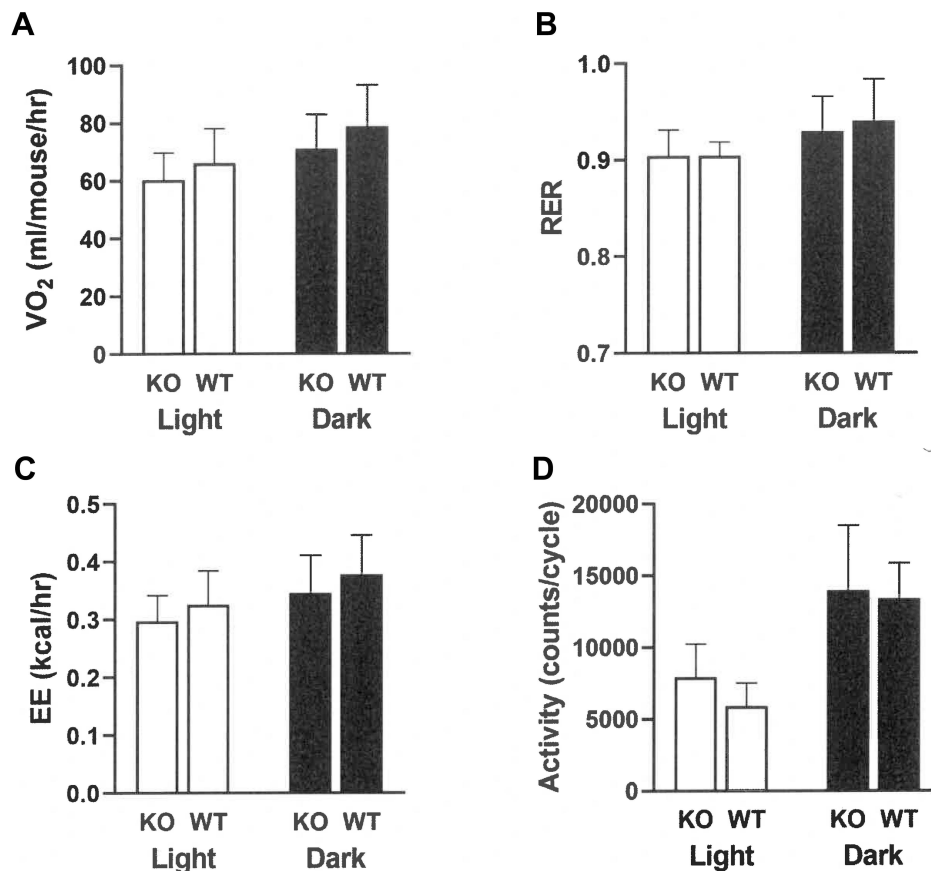 A
VO2 (ml/mouse/hr)
100
80
60
40
20
0
KO WT KO WT
Light Dark
B
RER
1.0
0.9
0.8
0.7
KO WT KO WT
Light Dark
C
EE (kcal/hr)
0.5
0.4
0.3
0.2
0.1
0.0
KO WT KO WT
Light Dark
D
Activity (counts/cycle)
20000
15000
10000
5000
0
KO WT KO WT
Light Dark